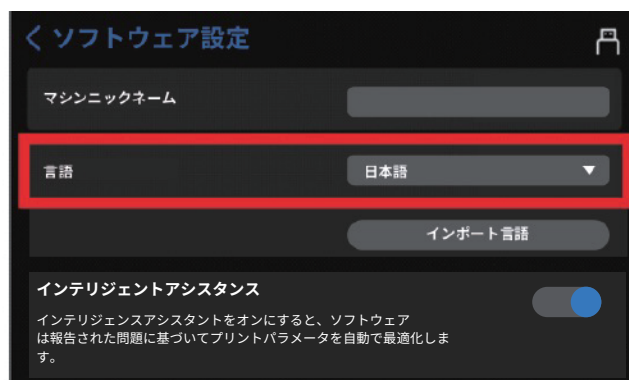 ソフトウェア設定
マシンニックネーム
言語 日本語
インポート言語
インテリジェントアシスタンス
インテリジェンスアシスタントをオンにすると、ソフトウェア
は報告された問題に基づいてプリントパラメータを自動で最適化しま
す。